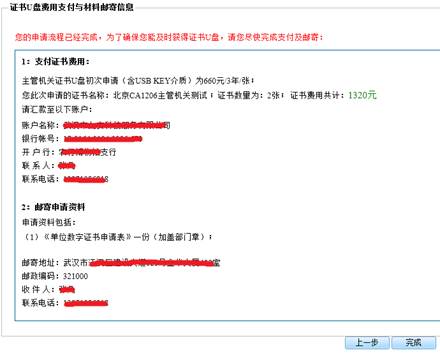 证书U盘费用支付与材料邮寄信息
您的申请流程已经完成，为了确保您能及时获得证书U盘，请您尽快完成支付及邮寄：
1：支付证书费用：
主管机关证书U盘初次申请（含USB KEY介质）为660元/3年/张；
您此次申请的证书名称：北京CA1206主管机关测试；证书数量为：2张；证书费用共计：1320元
请汇款至以下账户：
账户名称：
银行帐号：
开 户 行：支行
联 系 人：
联系电话：
2：邮寄申请资料
申请资料包括：
（1）《单位数字证书申请表》一份（加盖部门章）；
邮寄地址：武汉市
邮政编码：321000
收 件 人：
联系电话：
上一步 完成